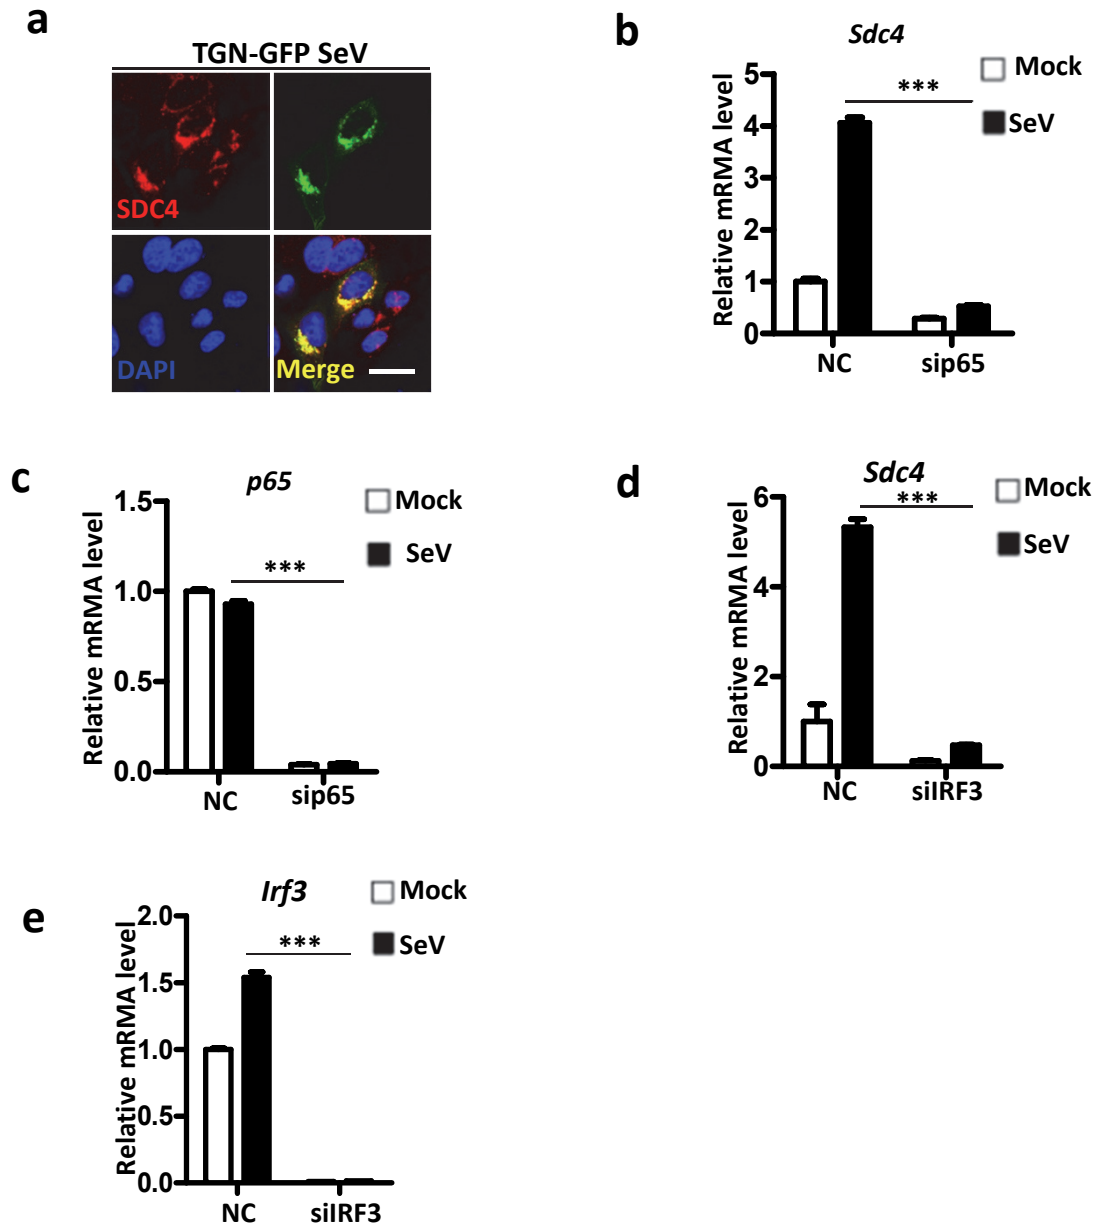 a
TGN-GFP SeV
SDC4
DAPI
Merge
b
Sdc4
Mock
SeV
***
Relative mRMA level
5
4
3
2
1
0
NC
sip65
c
p65
Mock
SeV
***
Relative mRMA level
1.5
1.0
0.5
0.0
NC
sip65
d
Sdc4
Mock
SeV
***
Relative mRMA level
6
4
2
0
NC
siIRF3
e
Irf3
Mock
SeV
***
Relative mRMA level
2.0
1.5
1.0
0.5
0.0
NC
siIRF3